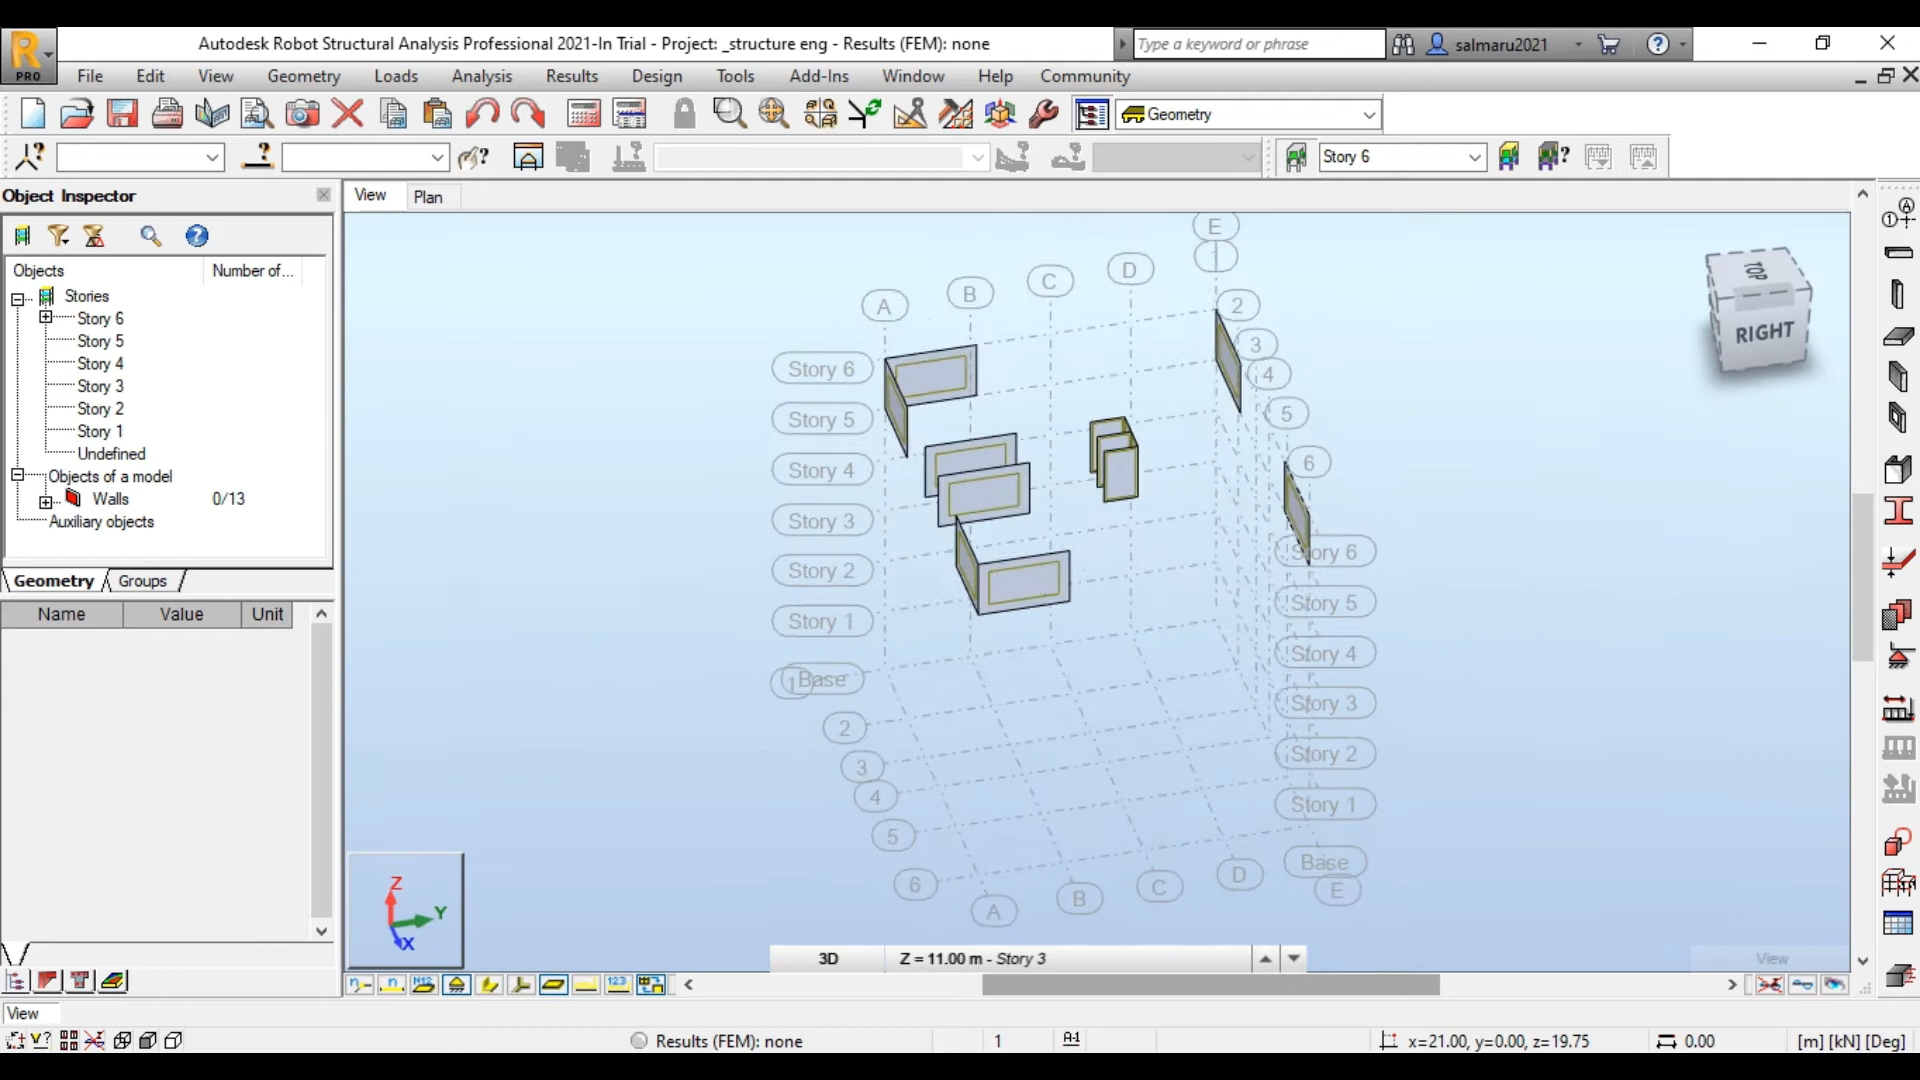 Autodesk Robot Structural Analysis Professional 2021-In Trial - Project: _structure eng - Results (FEM): none
Type a keyword or phrase
salmaru2021
PRO
File Edit View Geometry Loads Analysis Results Design Tools Add-Ins Window Help Community
Geometry
Story 6
Object Inspector
View
Plan
Objects
Number of...
Stories
Story 6
Story 5
Story 4
Story 3
Story 2
Story 1
Undefined
Objects of a model
Walls 0/13
Auxiliary objects
Geometry
Groups
Name Value Unit
E
D
C
B
A
2
3
4
5
6
Story 6
Story 5
Story 4
Story 3
Story 2
Story 1
Base
1
2
3
4
5
6
A
B
C
D
E
Story 6
Story 5
Story 4
Story 3
Story 2
Story 1
Base
TOP
RIGHT
Z
Y
X
3D
Z = 11.00 m - Story 3
View
View
Results (FEM): none
1
x=21.00, y=0.00, z=19.75
0.00
[m] [kN] [Deg]